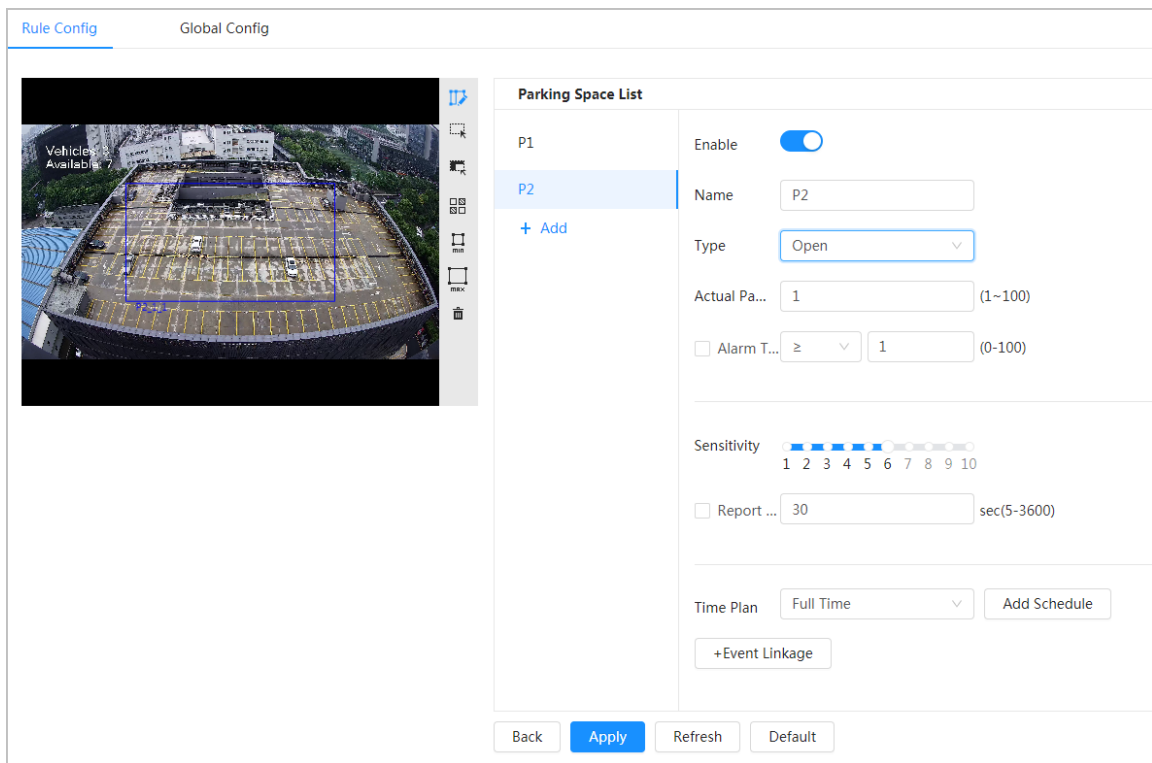 Rule Config Global Config
Vehicles:
Available: 7
min
max
Parking Space List
P1
P2
+ Add
Enable
Name P2
Type Open
Actual Pa... 1 (1~100)
Alarm T... ≥ 1 (0-100)
Sensitivity
1 2 3 4 5 6 7 8 9 10
Report ... 30 sec(5-3600)
Time Plan Full Time Add Schedule
+Event Linkage
Back Apply Refresh Default